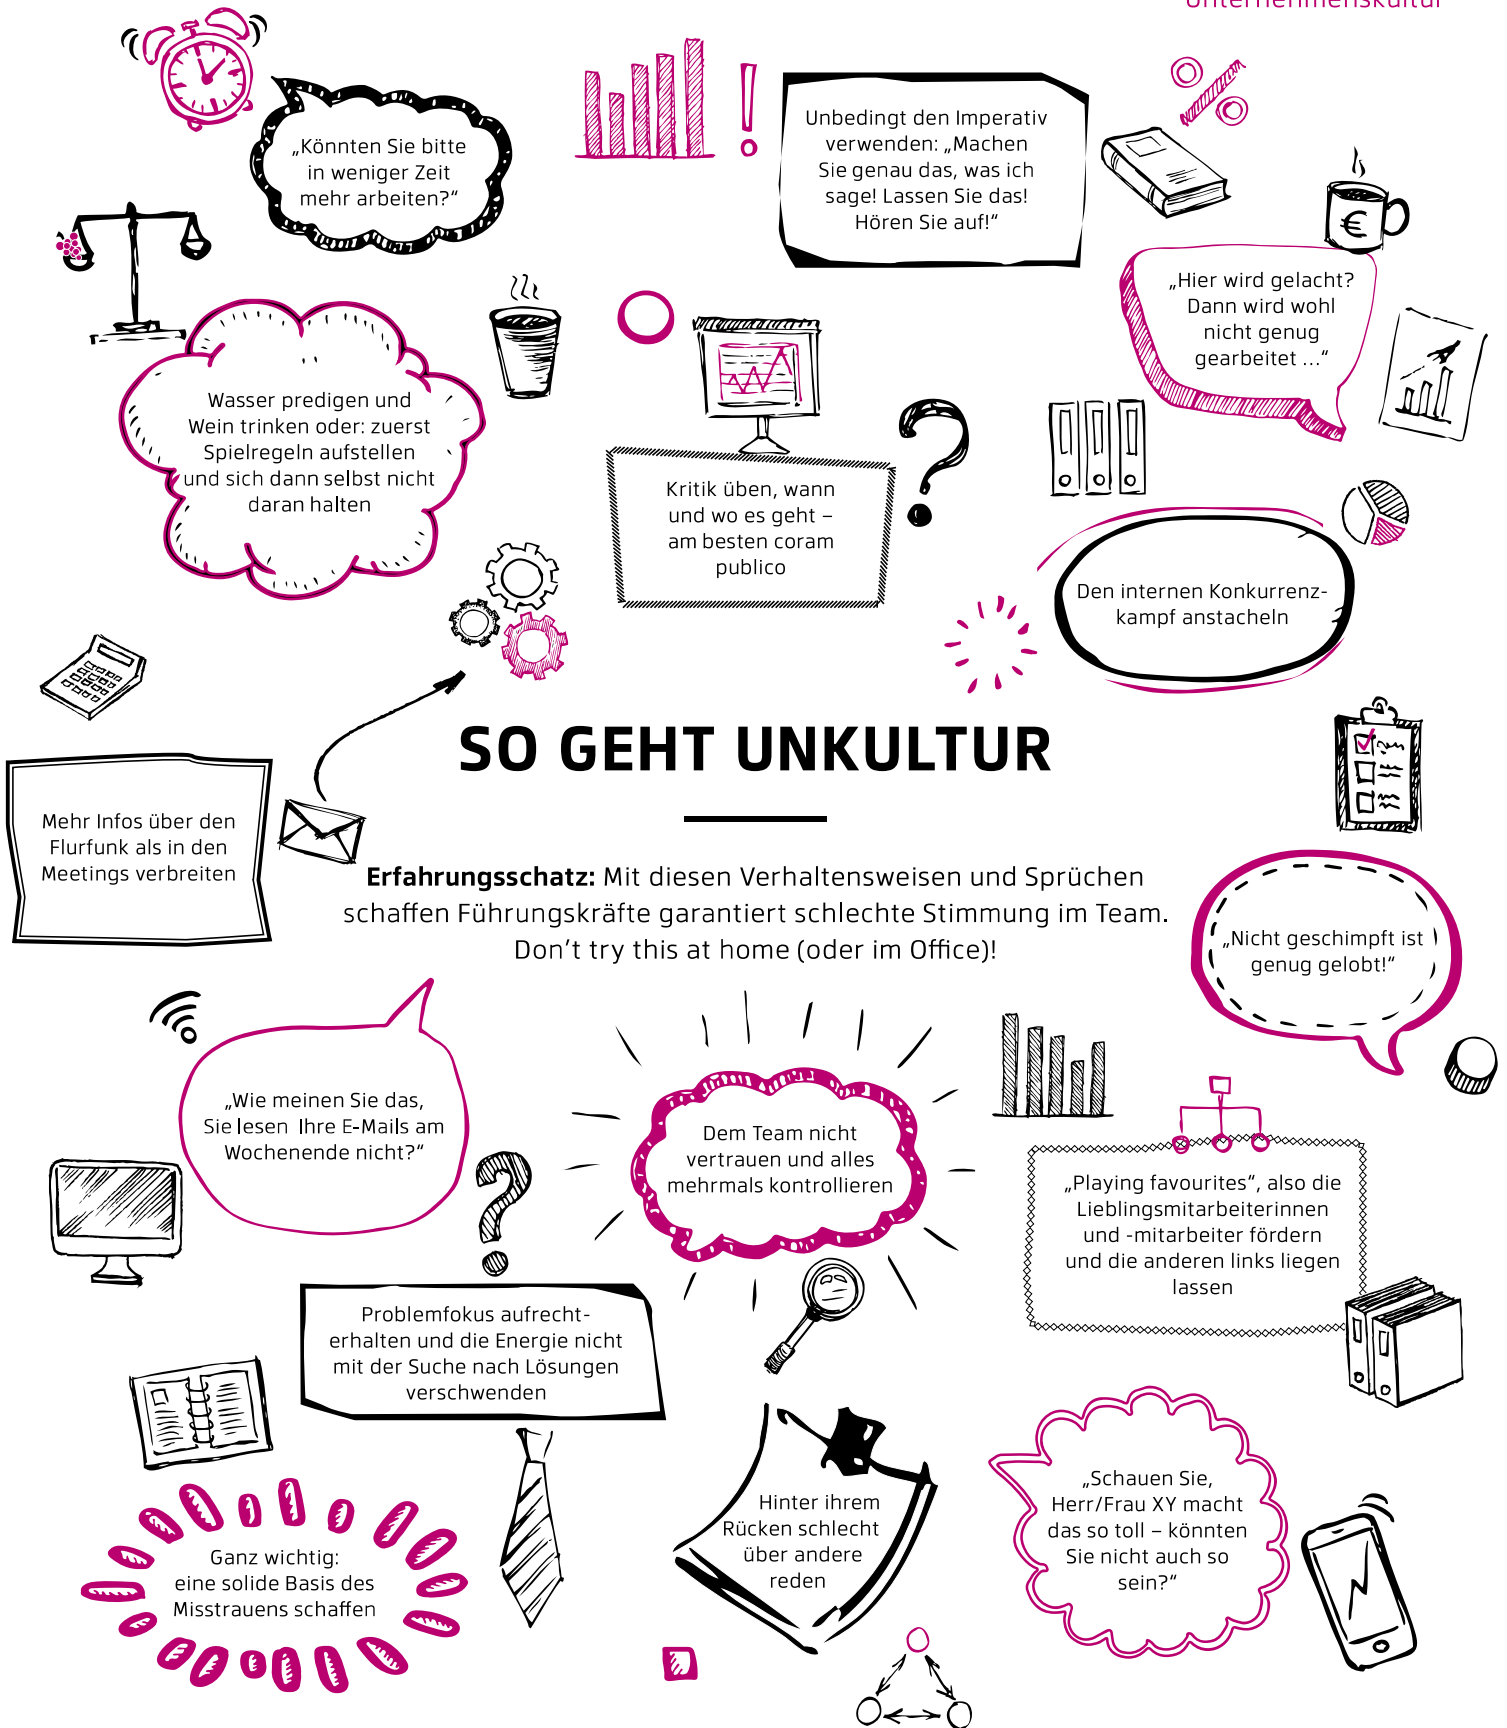 Unternehmenskultur
„Könnten Sie bitte
in weniger Zeit
mehr arbeiten?“
Unbedingt den Imperativ
verwenden: „Machen
Sie genau das, was ich
sage! Lassen Sie das!
Hören Sie auf!“
„Hier wird gelacht?
Dann wird wohl
nicht genug
gearbeitet …“
Wasser predigen und
Wein trinken oder: zuerst
Spielregeln aufstellen
und sich dann selbst nicht
daran halten
Kritik üben, wann
und wo es geht –
am besten coram
publico
Den internen Konkurrenz-
kampf anstacheln
SO GEHT UNKULTUR
Mehr Infos über den
Flurfunk als in den
Meetings verbreiten
Erfahrungsschatz: Mit diesen Verhaltensweisen und Sprüchen
schaffen Führungskräfte garantiert schlechte Stimmung im Team.
Don’t try this at home (oder im Office)!
„Nicht geschimpft ist
genug gelobt!“
„Wie meinen Sie das,
Sie lesen Ihre E-Mails am
Wochenende nicht?“
Dem Team nicht
vertrauen und alles
mehrmals kontrollieren
„Playing favourites“, also die
Lieblingsmitarbeiterinnen
und -mitarbeiter fördern
und die anderen links liegen
lassen
Problemfokus aufrecht-
erhalten und die Energie nicht
mit der Suche nach Lösungen
verschwenden
Hinter ihrem
Rücken schlecht
über andere
reden
„Schauen Sie,
Herr/Frau XY macht
das so toll – könnten
Sie nicht auch so
sein?“
Ganz wichtig:
eine solide Basis des
Misstrauens schaffen